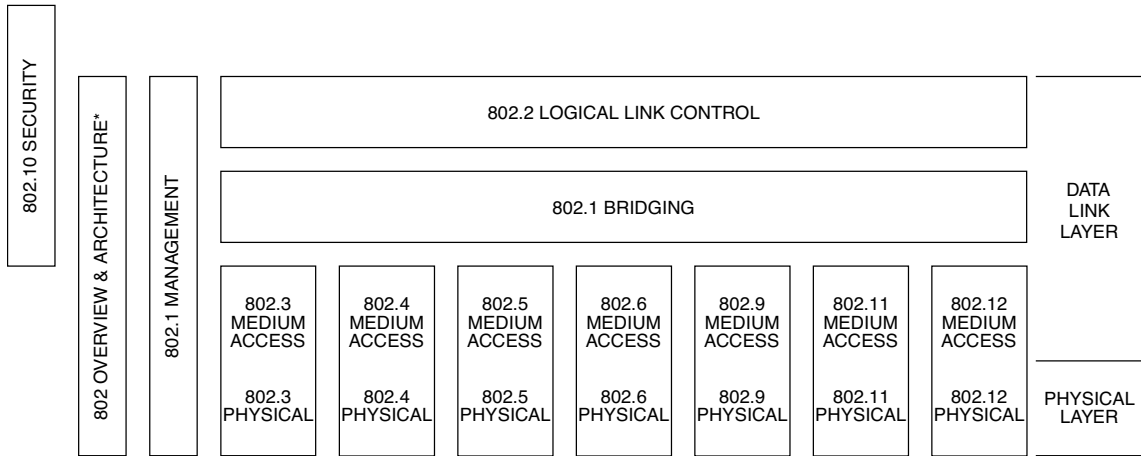 802.10 SECURITY
802 OVERVIEW & ARCHITECTURE*
802.1 MANAGEMENT
802.2 LOGICAL LINK CONTROL
802.1 BRIDGING
DATA
LINK
LAYER
802.3
MEDIUM
ACCESS
802.3
PHYSICAL
802.4
MEDIUM
ACCESS
802.4
PHYSICAL
802.5
MEDIUM
ACCESS
802.5
PHYSICAL
802.6
MEDIUM
ACCESS
802.6
PHYSICAL
802.9
MEDIUM
ACCESS
802.9
PHYSICAL
802.11
MEDIUM
ACCESS
802.11
PHYSICAL
802.12
MEDIUM
ACCESS
802.12
PHYSICAL
PHYSICAL
LAYER